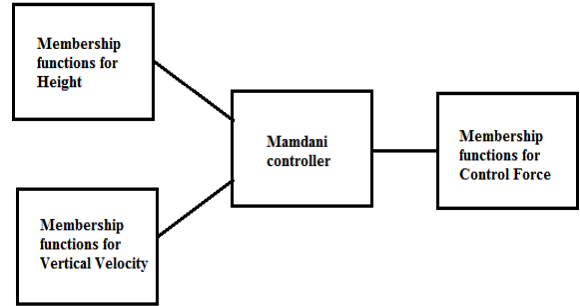 Membership
functions for
Height
Mamdani
controller
Membership
functions for
Control Force
Membership
functions for
Vertical Velocity